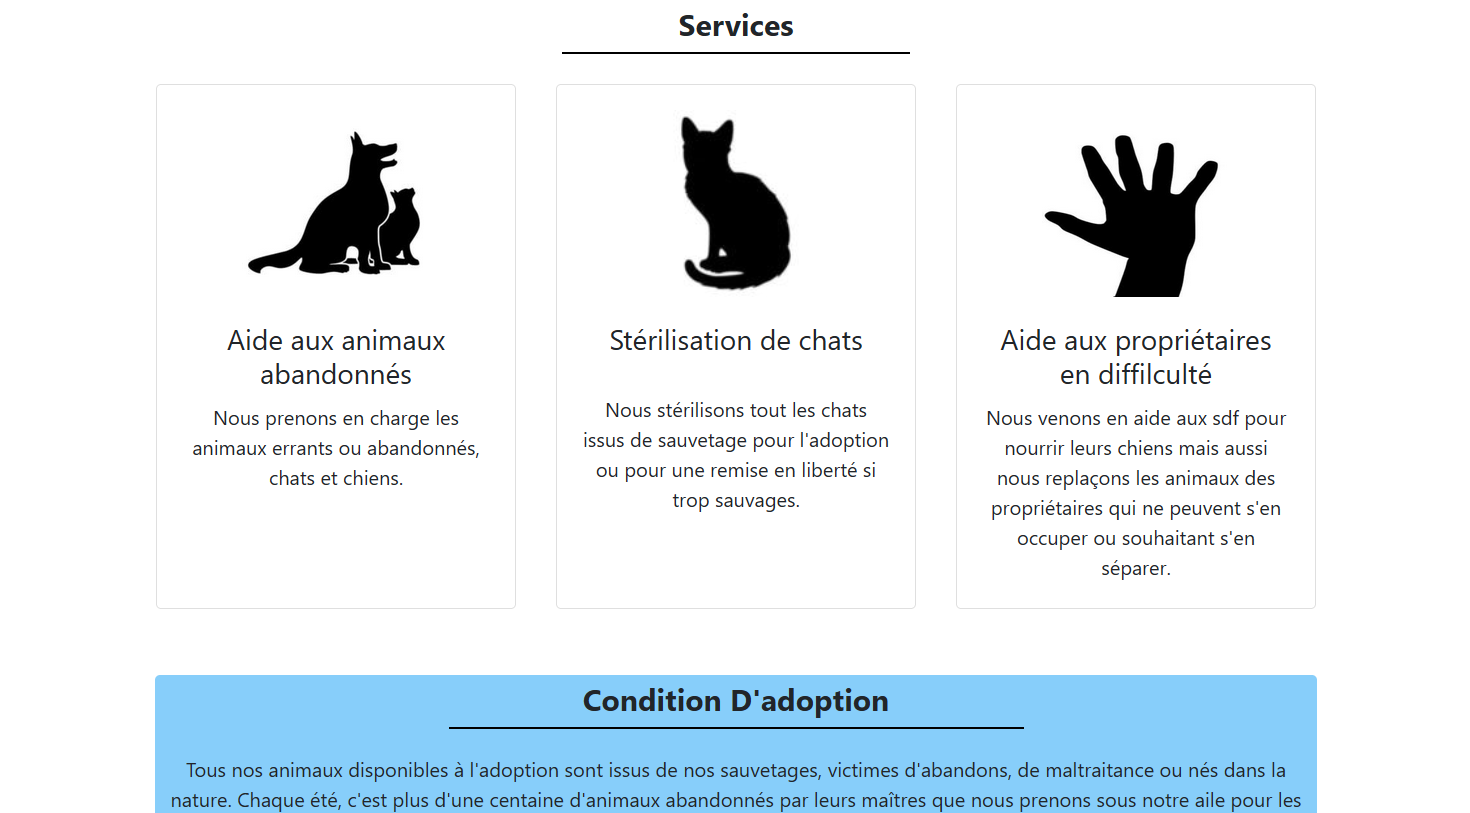 Services
Aide aux animaux
abandonnés
Nous prenons en charge les
animaux errants ou abandonnés,
chats et chiens.
Stérilisation de chats
Nous stérilisons tout les chats
issus de sauvetage pour l'adoption
ou pour une remise en liberté si
trop sauvages.
Aide aux propriétaires
en diffilculté
Nous venons en aide aux sdf pour
nourrir leurs chiens mais aussi
nous replaçons les animaux des
propriétaires qui ne peuvent s'en
occuper ou souhaitant s'en
séparer.
Condition D'adoption
Tous nos animaux disponibles à l'adoption sont issus de nos sauvetages, victimes d'abandons, de maltraitance ou nés dans la
nature. Chaque été, c'est plus d'une centaine d'animaux abandonnés par leurs maîtres que nous prenons sous notre aile pour les